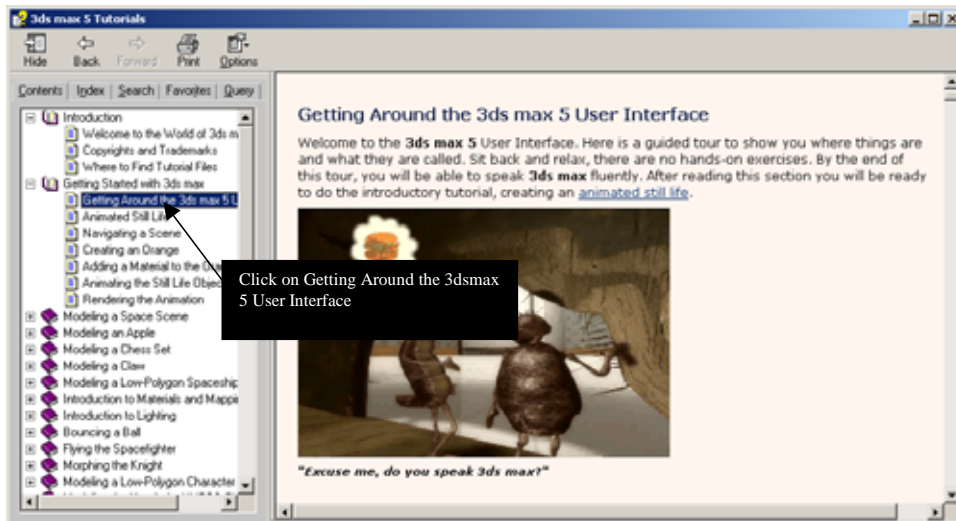 3ds max 5 Tutorials
Hide Back Forward Print Options
Contents Index Search Favorites Query
Introduction
Welcome to the World of 3ds m
Copyrights and Trademarks
Where to Find Tutorial Files
Getting Started with 3ds max
Getting Around the 3ds max 5 U
Animated Still Life
Navigating a Scene
Creating an Orange
Adding a Material to the Ora
Animating the Still Life Objec
Rendering the Animation
Modeling a Space Scene
Modeling an Apple
Modeling a Chess Set
Modeling a Claw
Modeling a Low-Polygon Spaceship
Introduction to Materials and Mappi
Introduction to Lighting
Bouncing a Ball
Flying the Spacefighter
Morphing the Knight
Modeling a Low-Polygon Character
Getting Around the 3ds max 5 User Interface
Welcome to the 3ds max 5 User Interface. Here is a guided tour to show you where things are
and what they are called. Sit back and relax, there are no hands-on exercises. By the end of
this tour, you will be able to speak 3ds max fluently. After reading this section you will be ready
to do the introductory tutorial, creating an animated still life.
Click on Getting Around the 3dsmax
5 User Interface
"Excuse me, do you speak 3ds max?"